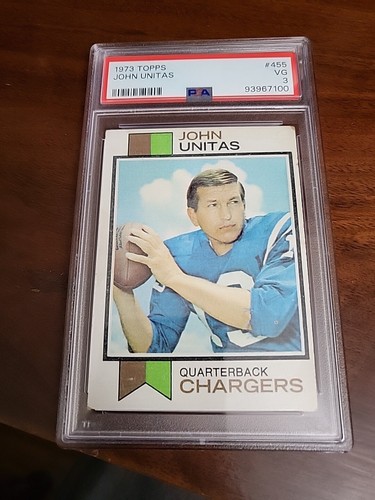 1973 TOPPS #455
JOHN UNITAS VG
3
PSA 93967100
JOHN
UNITAS
QUARTERBACK
CHARGERS